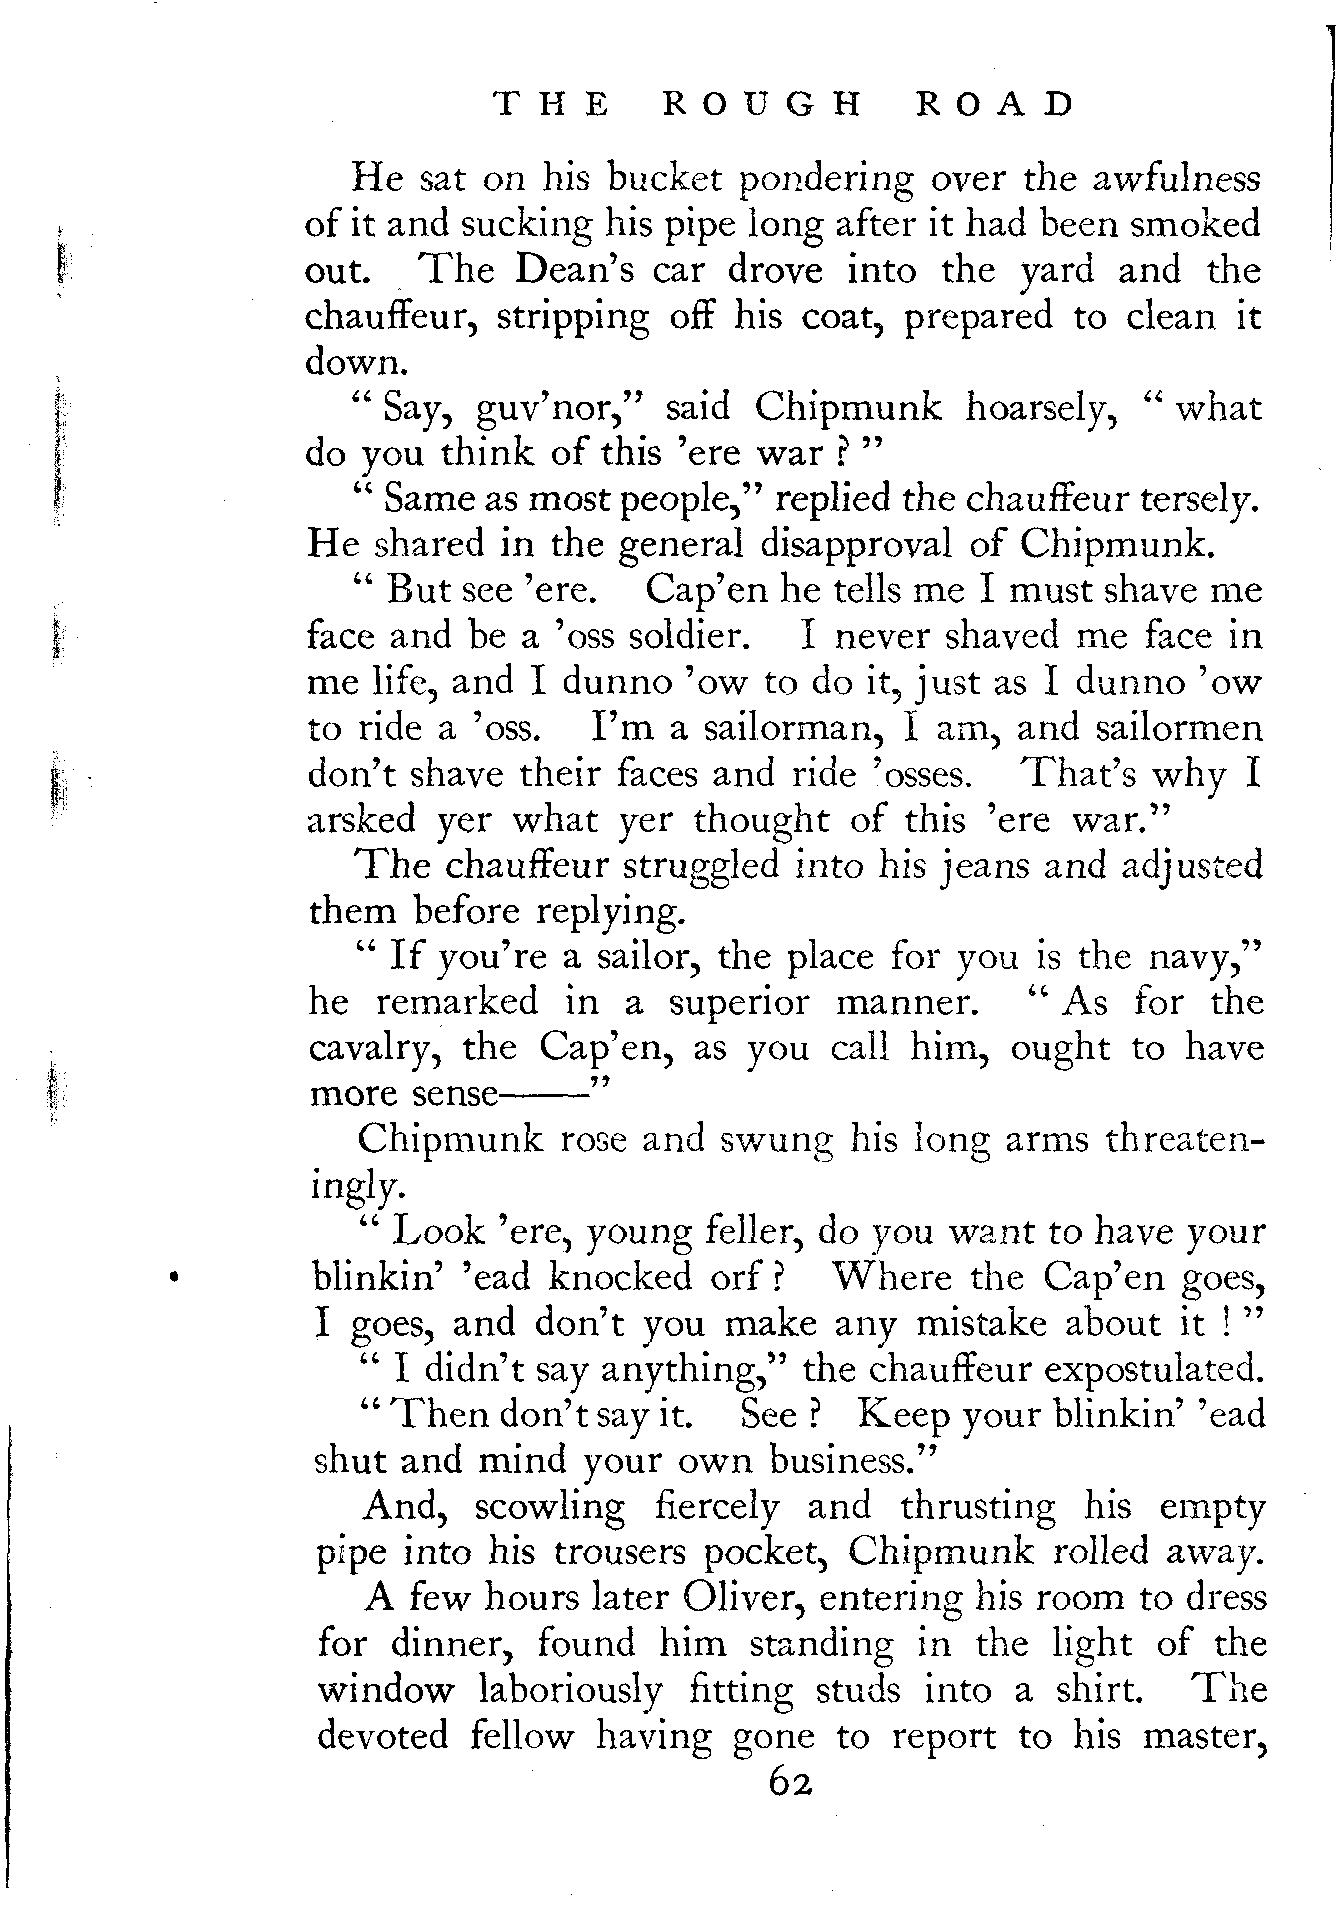 THE ROUGH ROAD
He sat on his bucket pondering over the awfulness
of it and sucking his pipe long after it had been smoked
out. The Dean's car drove into the yard and the
chauffeur, stripping off his coat, prepared to clean it
down.
" Say, guv'nor," said Chipmunk hoarsely, " what
do you think of this 'ere war ? "
" Same as most people," replied the chauffeur tersely.
He shared in the general disapproval of Chipmunk.
" But see 'ere. Cap'en he tells me I must shave me
face and be a 'oss soldier. I never shaved me face in
me life, and I dunno 'ow to do it, just as I dunno 'ow
to ride a 'oss. I'm a sailorman, I am, and sailormen
don't shave their faces and ride 'osses. That's why I
arsked yer what yer thought of this 'ere war."
The chauffeur struggled into his jeans and adjusted
them before replying.
" If you're a sailor, the place for you is the navy,"
he remarked in a superior manner. " As for the
cavalry, the Cap'en, as you call him, ought to have
more sense——"
Chipmunk rose and swung his long arms threaten-
ingly.
" Look 'ere, young feller, do you want to have your
blinkin' 'ead knocked orf ? Where the Cap'en goes,
I goes, and don't you make any mistake about it ! "
" I didn't say anything," the chauffeur expostulated.
" Then don't say it. See ? Keep your blinkin' 'ead
shut and mind your own business."
And, scowling fiercely and thrusting his empty
pipe into his trousers pocket, Chipmunk rolled away.
A few hours later Oliver, entering his room to dress
for dinner, found him standing in the light of the
window laboriously fitting studs into a shirt. The
devoted fellow having gone to report to his master,
62